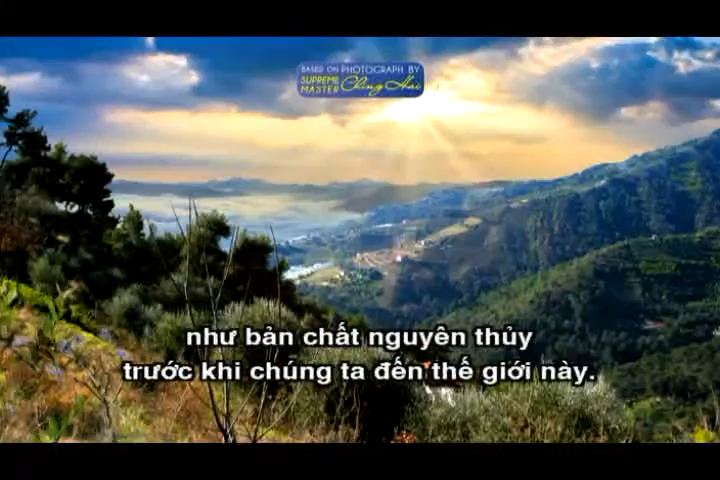 BASED ON PHOTOGRAPH BY
SUPREME MASTER Ching Hai
như bản chất nguyên thủy
trước khi chúng ta đến thế giới này.